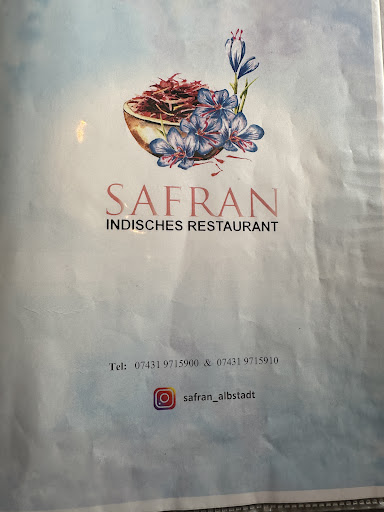 SAFRAN
INDISCHES RESTAURANT
Tel: 07431 9715900 & 07431 9715910
safran_albstadt